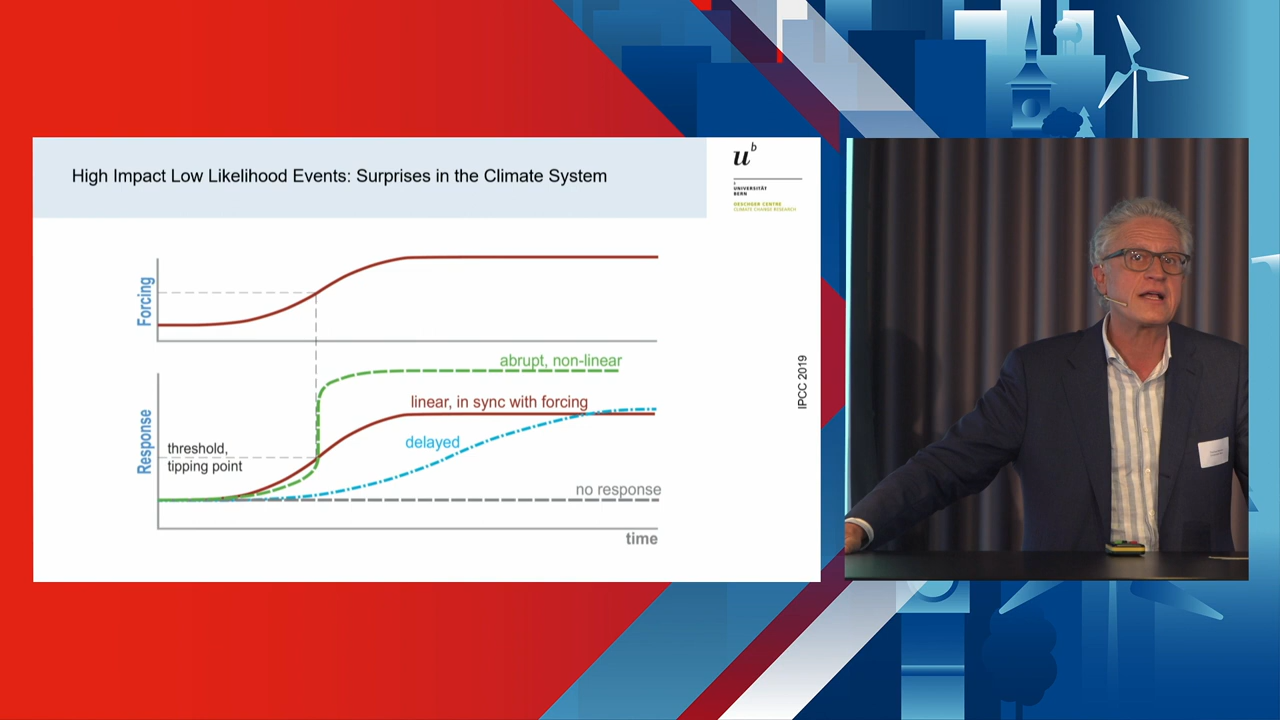 High Impact Low Likelihood Events: Surprises in the Climate System
u^b
b
UNIVERSITÄT
BERN
OESCHGER CENTRE
CLIMATE CHANGE RESEARCH
Forcing
abrupt, non-linear
linear, in sync with forcing
delayed
threshold,
tipping point
Response
no response
time
IPCC 2019